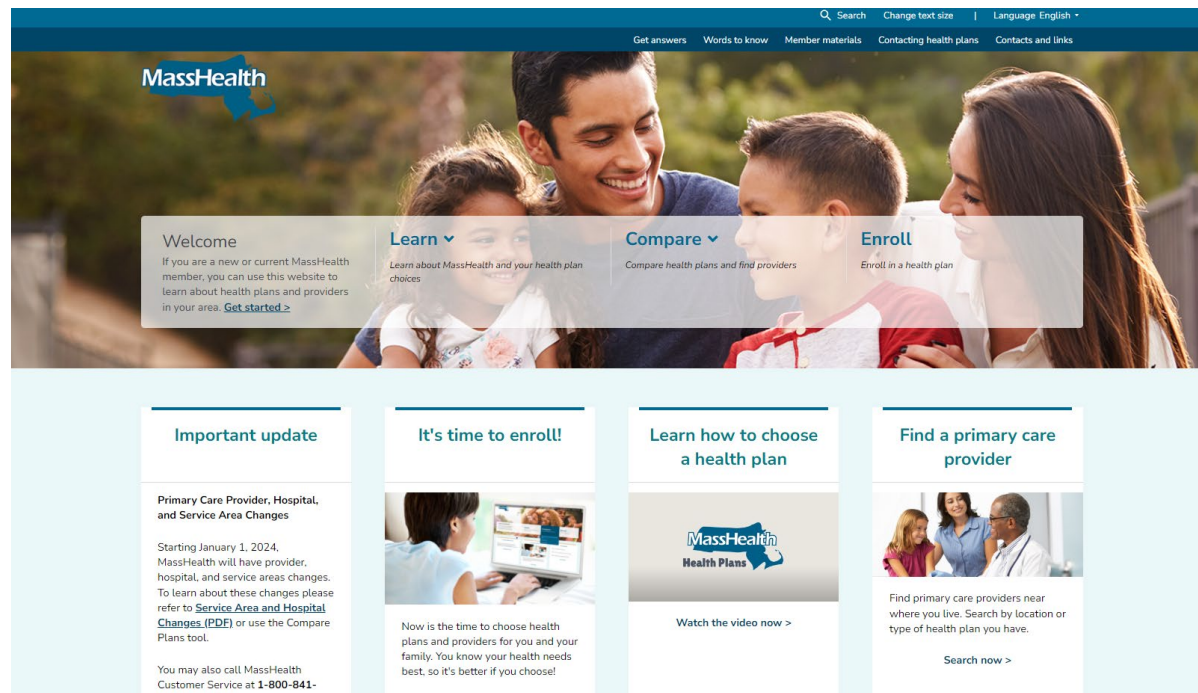 Search Change text size | Language English
Get answers Words to know Member materials Contacting health plans Contacts and links
MassHealth
Welcome
If you are a new or current MassHealth
member, you can use this website to
learn about health plans and providers
in your area. Get started >
Learn
Learn about MassHealth and your health plan
choices
Compare
Compare health plans and find providers
Enroll
Enroll in a health plan
Important update
Primary Care Provider, Hospital,
and Service Area Changes
Starting January 1, 2024,
MassHealth will have provider,
hospital, and service areas changes.
To learn about these changes please
refer to Service Area and Hospital
Changes (PDF) or use the Compare
Plans tool.
You may also call MassHealth
Customer Service at 1-800-841-
It's time to enroll!
Now is the time to choose health
plans and providers for you and your
family. You know your health needs
best, so it's better if you choose!
Learn how to choose
a health plan
MassHealth
Health Plans
Watch the video now >
Find a primary care
provider
Find primary care providers near
where you live. Search by location or
type of health plan you have.
Search now >